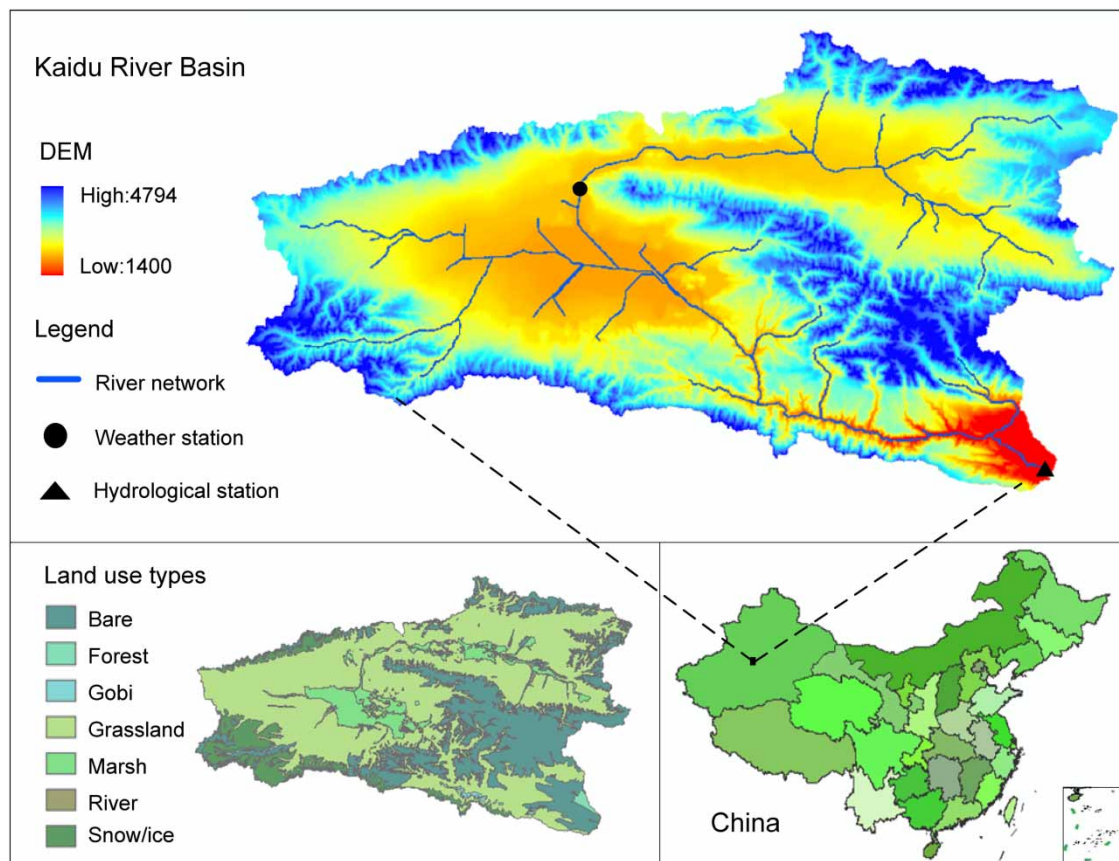 Kaidu River Basin
DEM
High:4794
Low:1400
Legend
River network
Weather station
Hydrological station
Land use types
Bare
Forest
Gobi
Grassland
Marsh
River
Snow/ice
China